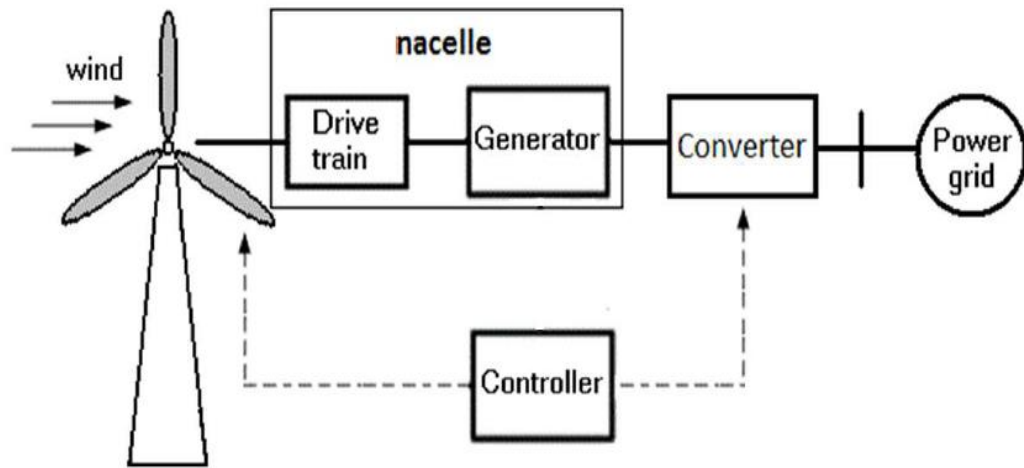 nacelle
wind
Drive
train
Generator
Converter
Power
grid
Controller